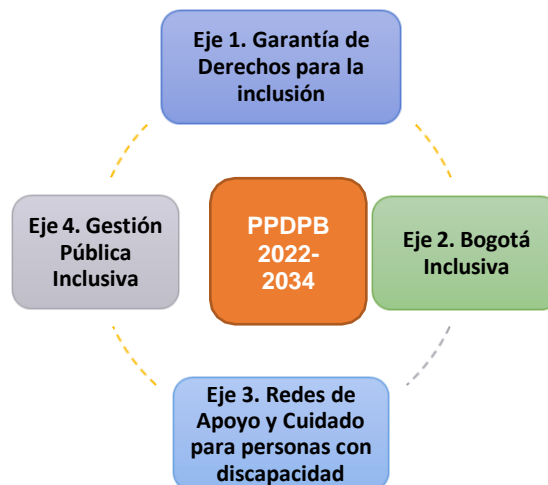 Eje 1. Garantía de
Derechos para la
inclusión
Eje 4. Gestión
Pública
Inclusiva
PPDPB
2022-
2034
Eje 2. Bogotá
Inclusiva
Eje 3. Redes de
Apoyo y Cuidado
para personas con
discapacidad